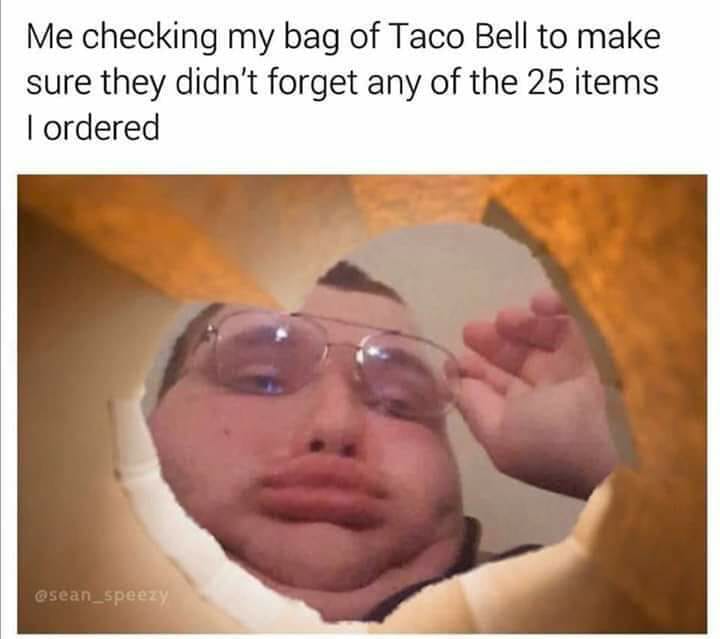 Me checking my bag of Taco Bell to make
sure they didn't forget any of the 25 items
I ordered
@sean_speezy